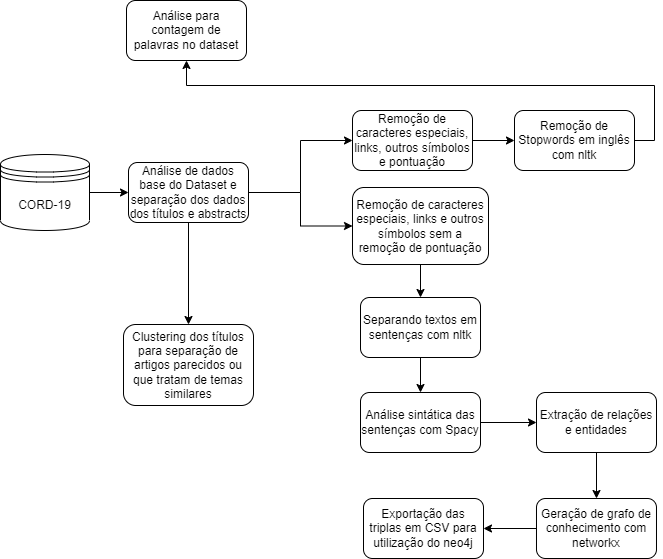 Análise para
contagem de
palavras no dataset
Remoção de
caracteres especiais,
links, outros símbolos
e pontuação
Remoção de
Stopwords em inglês
com nltk
CORD-19
Análise de dados
base do Dataset e
separação dos dados
dos títulos e abstracts
Remoção de caracteres
especiais, links e outros
símbolos sem a
remoção de pontuação
Separando textos em
sentenças com nltk
Clustering dos títulos
para separação de
artigos parecidos ou
que tratam de temas
similares
Análise sintática das
sentenças com Spacy
Extração de relações
e entidades
Exportação das
triplas em CSV para
utilização do neo4j
Geração de grafo de
conhecimento com
networkx